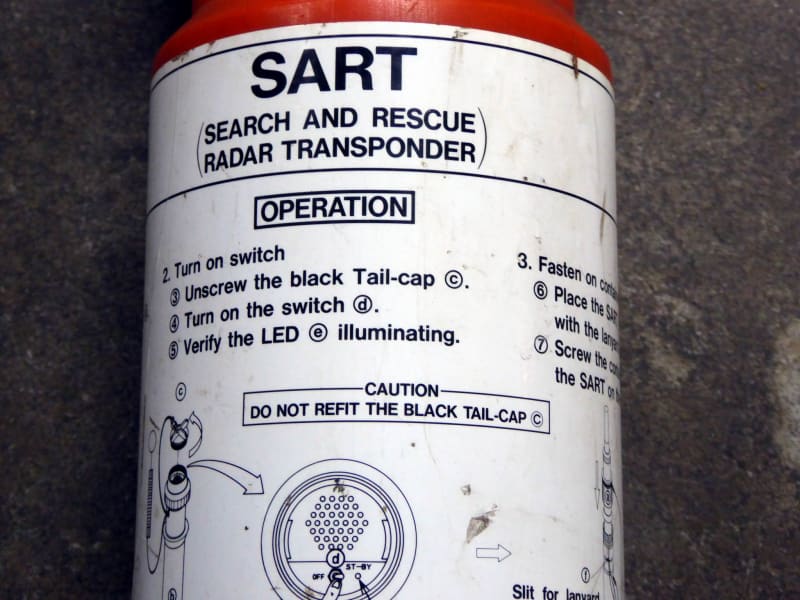 SART
(SEARCH AND RESCUE
RADAR TRANSPONDER)
OPERATION
2. Turn on switch
③ Unscrew the black Tail-cap ⓒ.
④ Turn on the switch ⓓ.
⑤ Verify the LED ⓔ illuminating.
3. Fasten on
⑥ Place the
with the
⑦ Screw the
the SART on
CAUTION
DO NOT REFIT THE BLACK TAIL-CAP ⓒ
ⓒ
ⓓ
OFF
ST-BY
ⓑ
ⓐ
ⓕ
Slit for lanyard